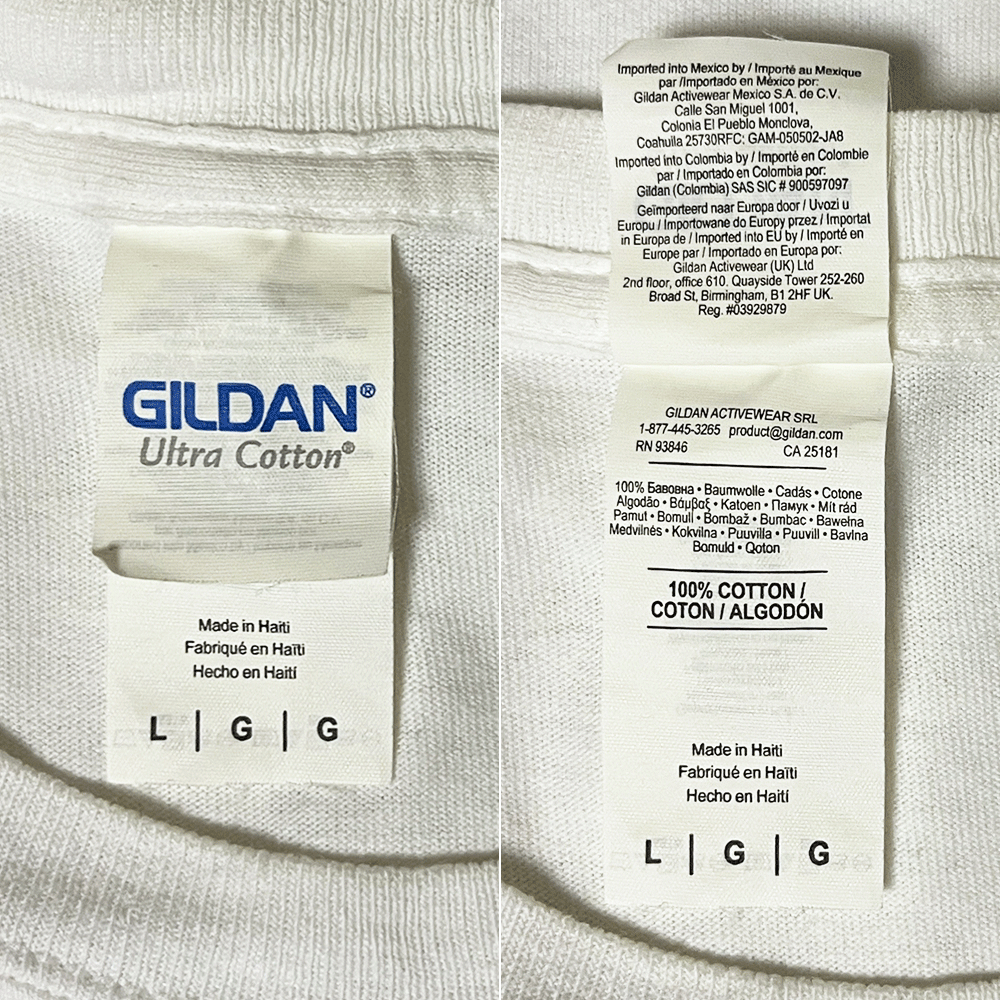 GILDAN®
Ultra Cotton®
Made in Haiti
Fabriqué en Haïti
Hecho en Haití
L | G | G
Imported into Mexico by / Importé au Mexique
par /Importado en México por:
Gildan Activewear Mexico S.A. de C.V.
Calle San Miguel 1001,
Colonia El Pueblo Monclova,
Coahuila 25730RFC: GAM-050502-JA8
Imported into Colombia by / Importé en Colombie
par / Importado en Colombia por:
Gildan (Colombia) SAS SIC # 900597097
Geïmporteerd naar Europa door / Uvozi u
Europu / Importowane do Europy przez / Importat
in Europa de / Imported into EU by / Importé en
Europe par / Importado en Europa por:
Gildan Activewear (UK) Ltd
2nd floor, office 610. Quayside Tower 252-260
Broad St, Birmingham, B1 2HF UK.
Reg. #03929879
GILDAN ACTIVEWEAR SRL
1-877-445-3265 product@gildan.com
RN 93846 CA 25181
100% Бавовна • Baumwolle • Cadás • Cotone
Algodão • Βάμβαξ • Katoen • Памук • Mít rád
Pamut • Bomull • Bombaž • Bumbac • Bawełna
Medvilnės • Kokvilna • Puuvilla • Puuvill • Bavlna
Bomuld • Qoton
100% COTTON /
COTON / ALGODÓN
Made in Haiti
Fabriqué en Haïti
Hecho en Haití
L | G | G